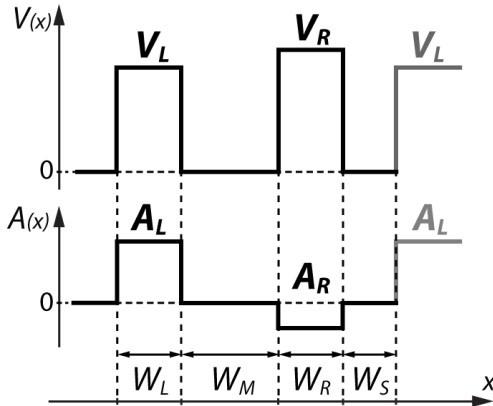 V(x)
V_L V_R V_L
0
A(x)
A_L A_R A_L
0
W_L W_M W_R W_S x